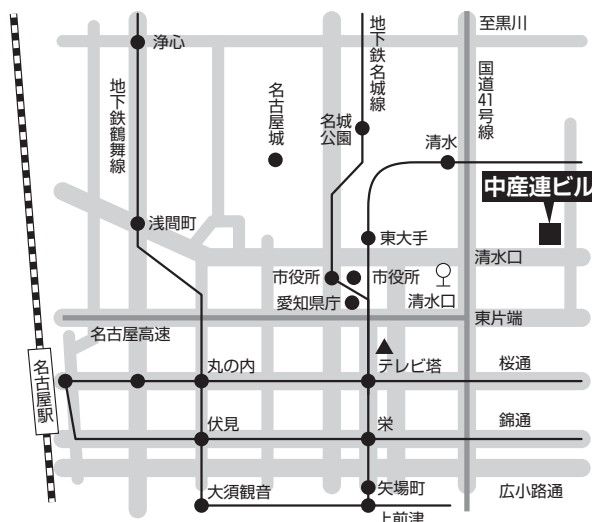 至黒川
浄心
地下鉄名城線
国道41号線
地下鉄鶴舞線
名古屋城
名城
公園
清水
中産連ビル
浅間町
東大手
清水口
市役所
市役所
清水口
愛知県庁
東片端
名古屋高速
名古屋駅
丸の内
テレビ塔
桜通
伏見
栄
錦通
大須観音
矢場町
広小路通
上前津